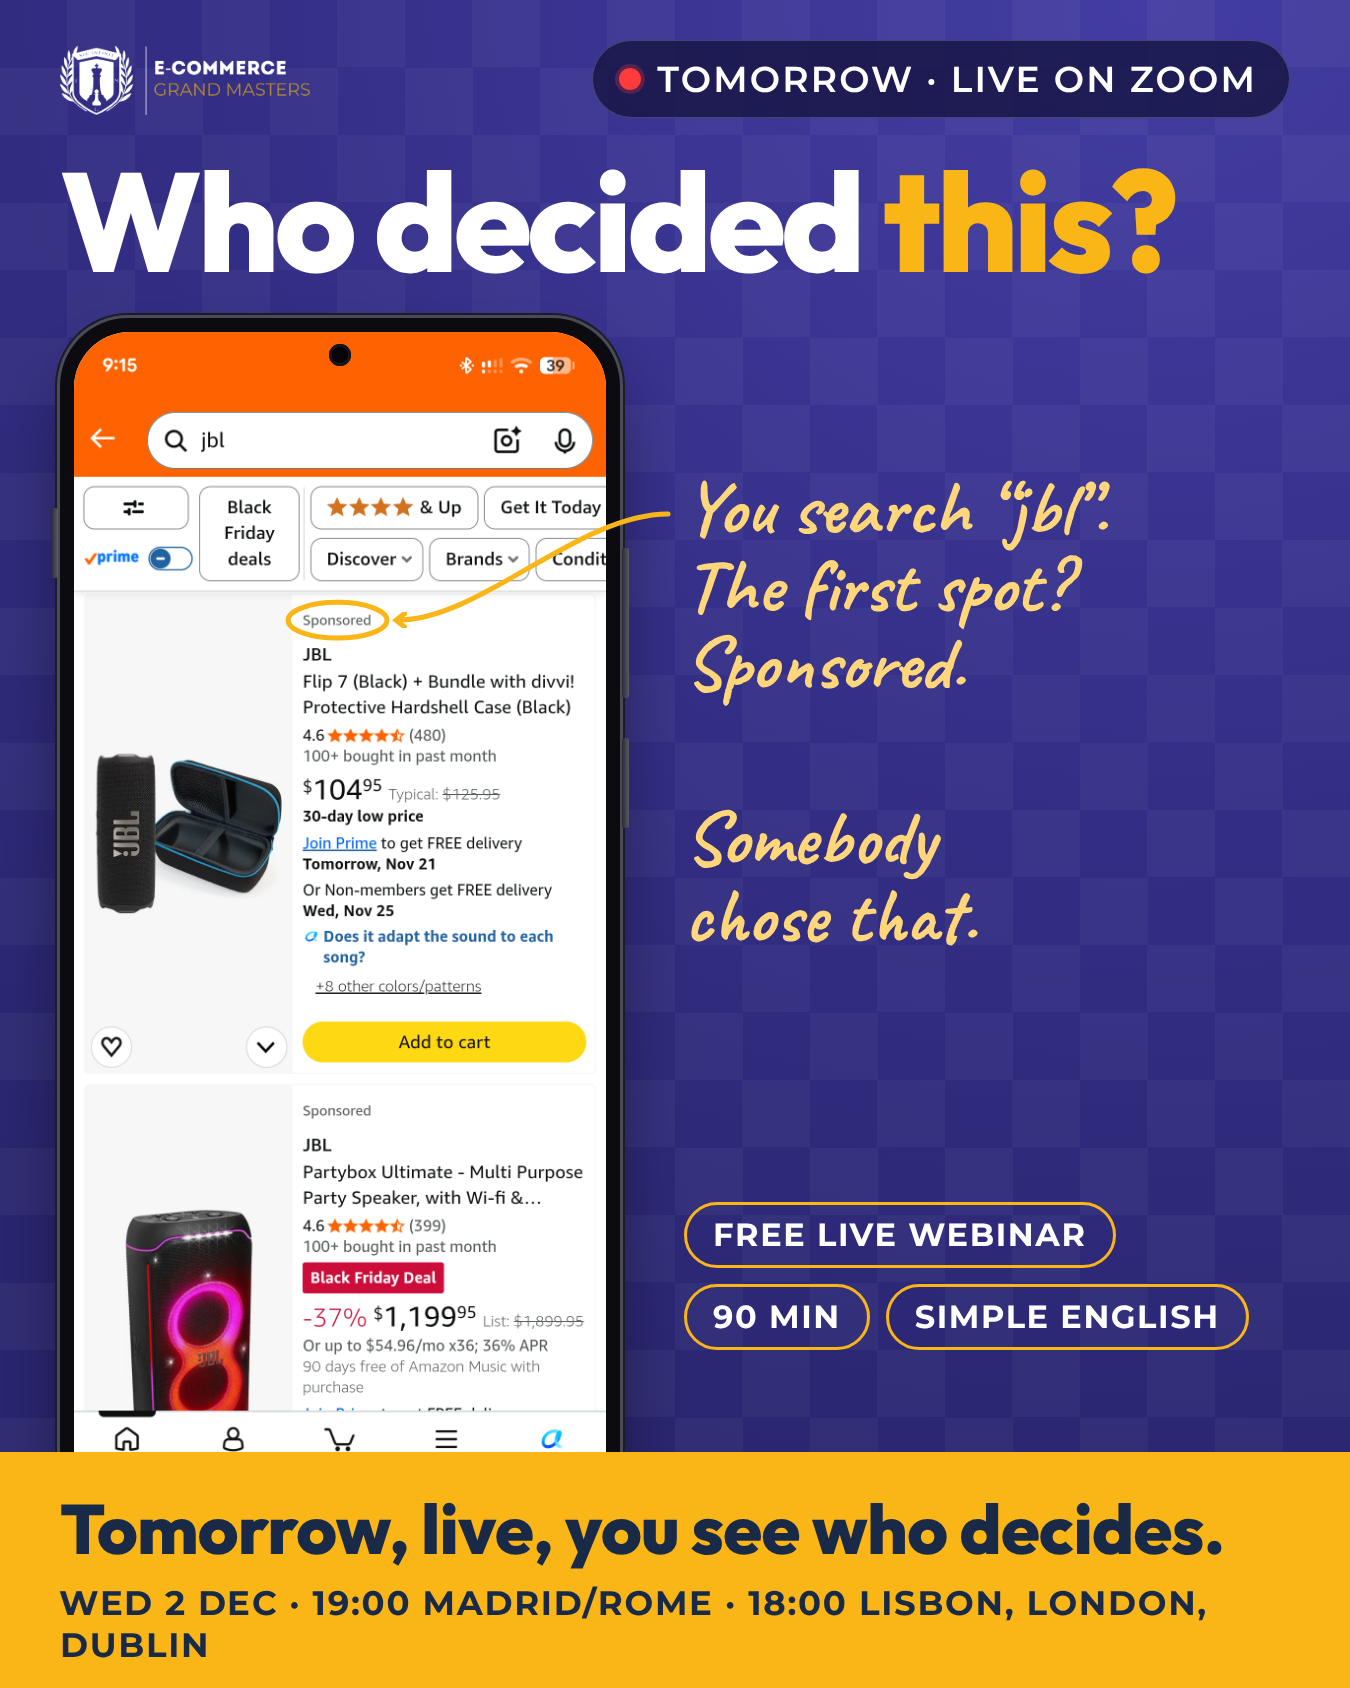 E-COMMERCE
GRAND MASTERS
TOMORROW · LIVE ON ZOOM
Who decided this?
9:15
39
jbl
Black
Friday
deals
& Up
Get It Today
prime
Discover
Brands
Condit
Sponsored
JBL
Flip 7 (Black) + Bundle with divvi!
Protective Hardshell Case (Black)
4.6 (480)
100+ bought in past month
$104.95 Typical: $125.95
30-day low price
Join Prime to get FREE delivery
Tomorrow, Nov 21
Or Non-members get FREE delivery
Wed, Nov 25
Does it adapt the sound to each
song?
+8 other colors/patterns
Add to cart
JBL
Sponsored
JBL
Partybox Ultimate - Multi Purpose
Party Speaker, with Wi-fi &...
4.6 (399)
100+ bought in past month
Black Friday Deal
-37% $1,199.95 List: $1,899.95
Or up to $54.96/mo x36; 36% APR
90 days free of Amazon Music with
purchase
JBL
You search “jbl”.
The first spot?
Sponsored.
Somebody
chose that.
FREE LIVE WEBINAR
90 MIN
SIMPLE ENGLISH
Tomorrow, live, you see who decides.
WED 2 DEC · 19:00 MADRID/ROME · 18:00 LISBON, LONDON,
DUBLIN